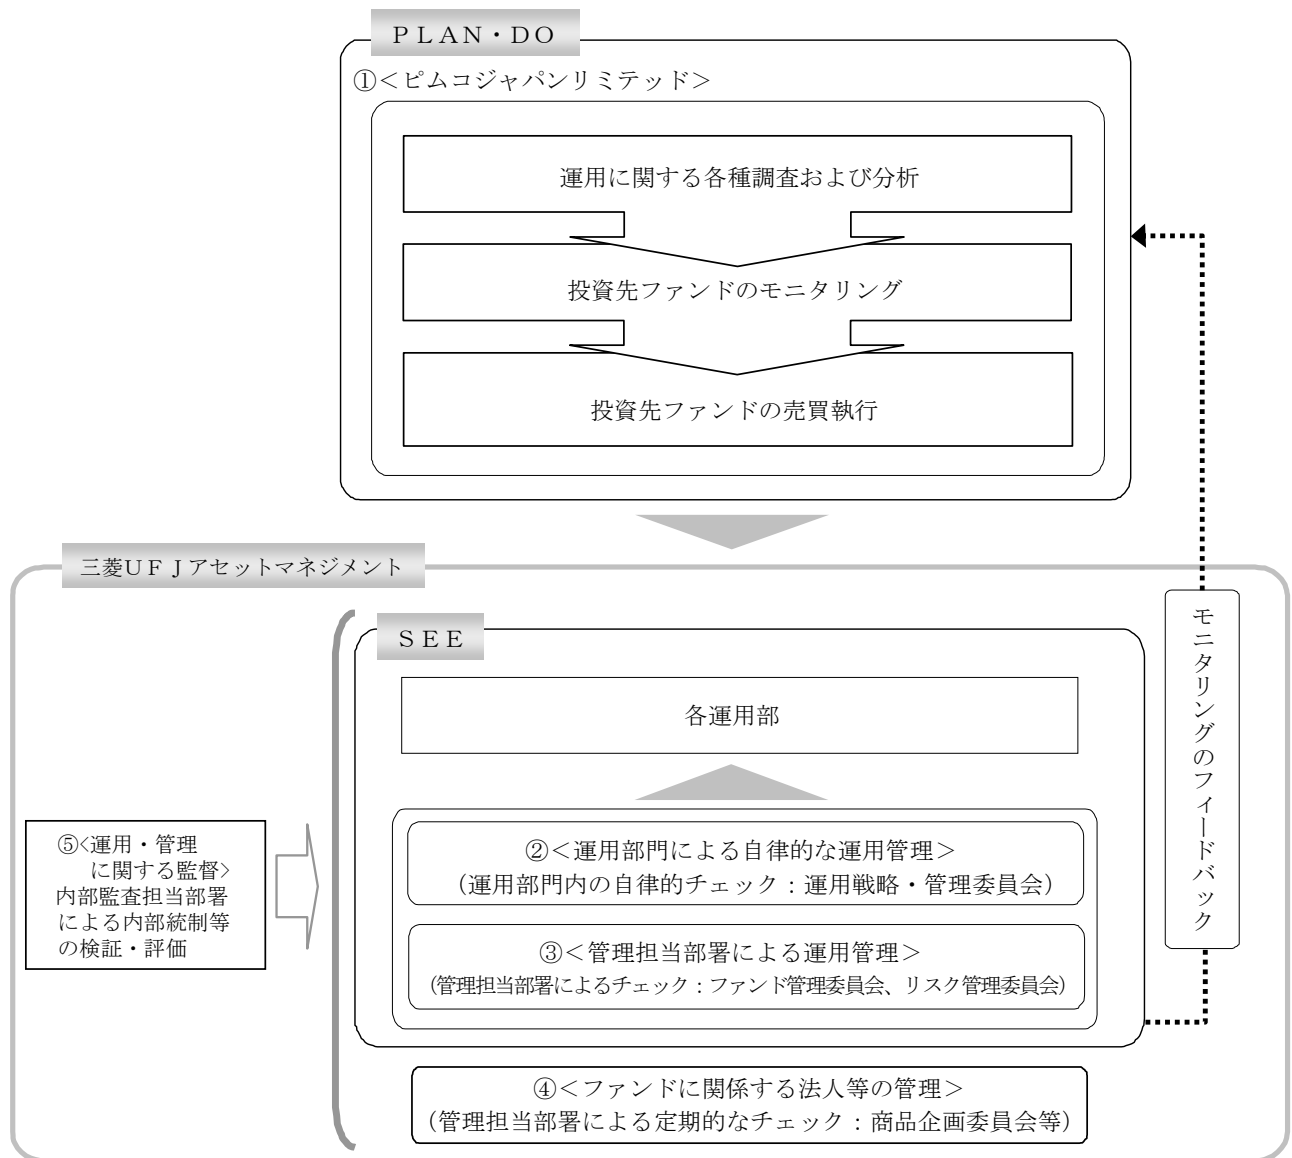 ＰＬＡＮ・ＤＯ
①＜ピムコジャパンリミテッド＞
運用に関する各種調査および分析
投資先ファンドのモニタリング
投資先ファンドの売買執行
三菱ＵＦＪアセットマネジメント
ＳＥＥ
各運用部
②＜運用部門による自律的な運用管理＞
（運用部門内の自律的チェック：運用戦略・管理委員会）
③＜管理担当部署による運用管理＞
（管理担当部署によるチェック：ファンド管理委員会、リスク管理委員会）
④＜ファンドに関係する法人等の管理＞
（管理担当部署による定期的なチェック：商品企画委員会等）
⑤<運用・管理
に関する監督>
内部監査担当部署
による内部統制等
の検証・評価
モニタリングのフィードバック